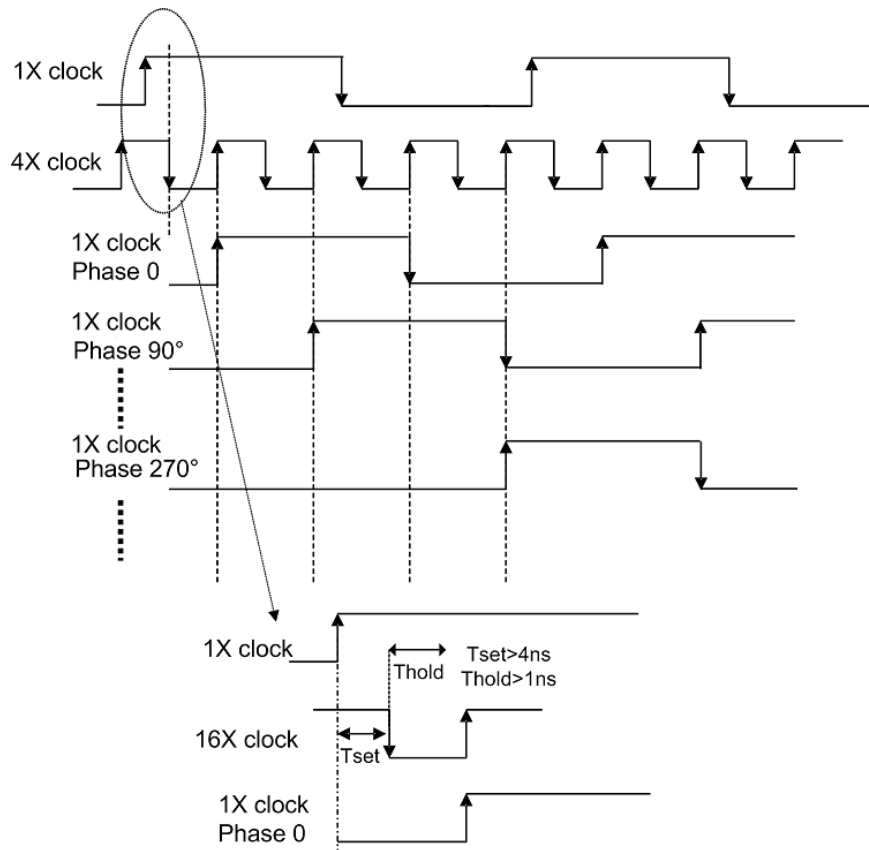 1X clock
4X clock
1X clock
Phase 0
1X clock
Phase 90°
1X clock
Phase 270°
1X clock
Thold
Tset>4ns
Thold>1ns
16X clock
Tset
1X clock
Phase 0